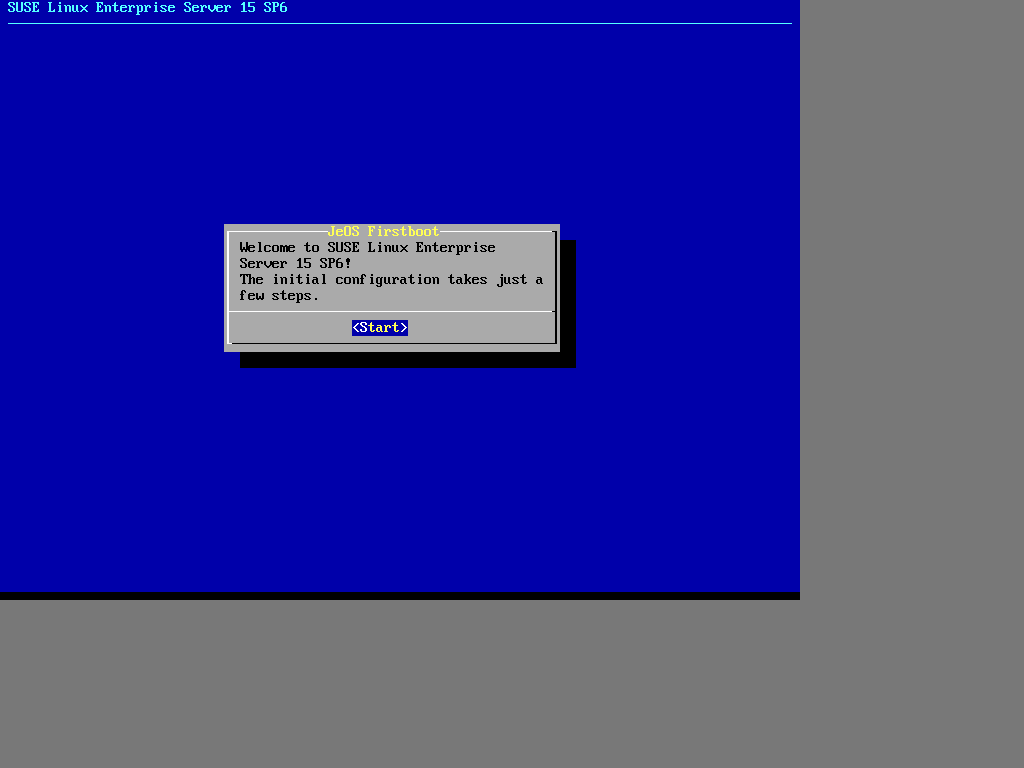 SUSE Linux Enterprise Server 15 SP6
JeOS Firstboot
Welcome to SUSE Linux Enterprise
Server 15 SP6!
The initial configuration takes just a
few steps.
<Start>